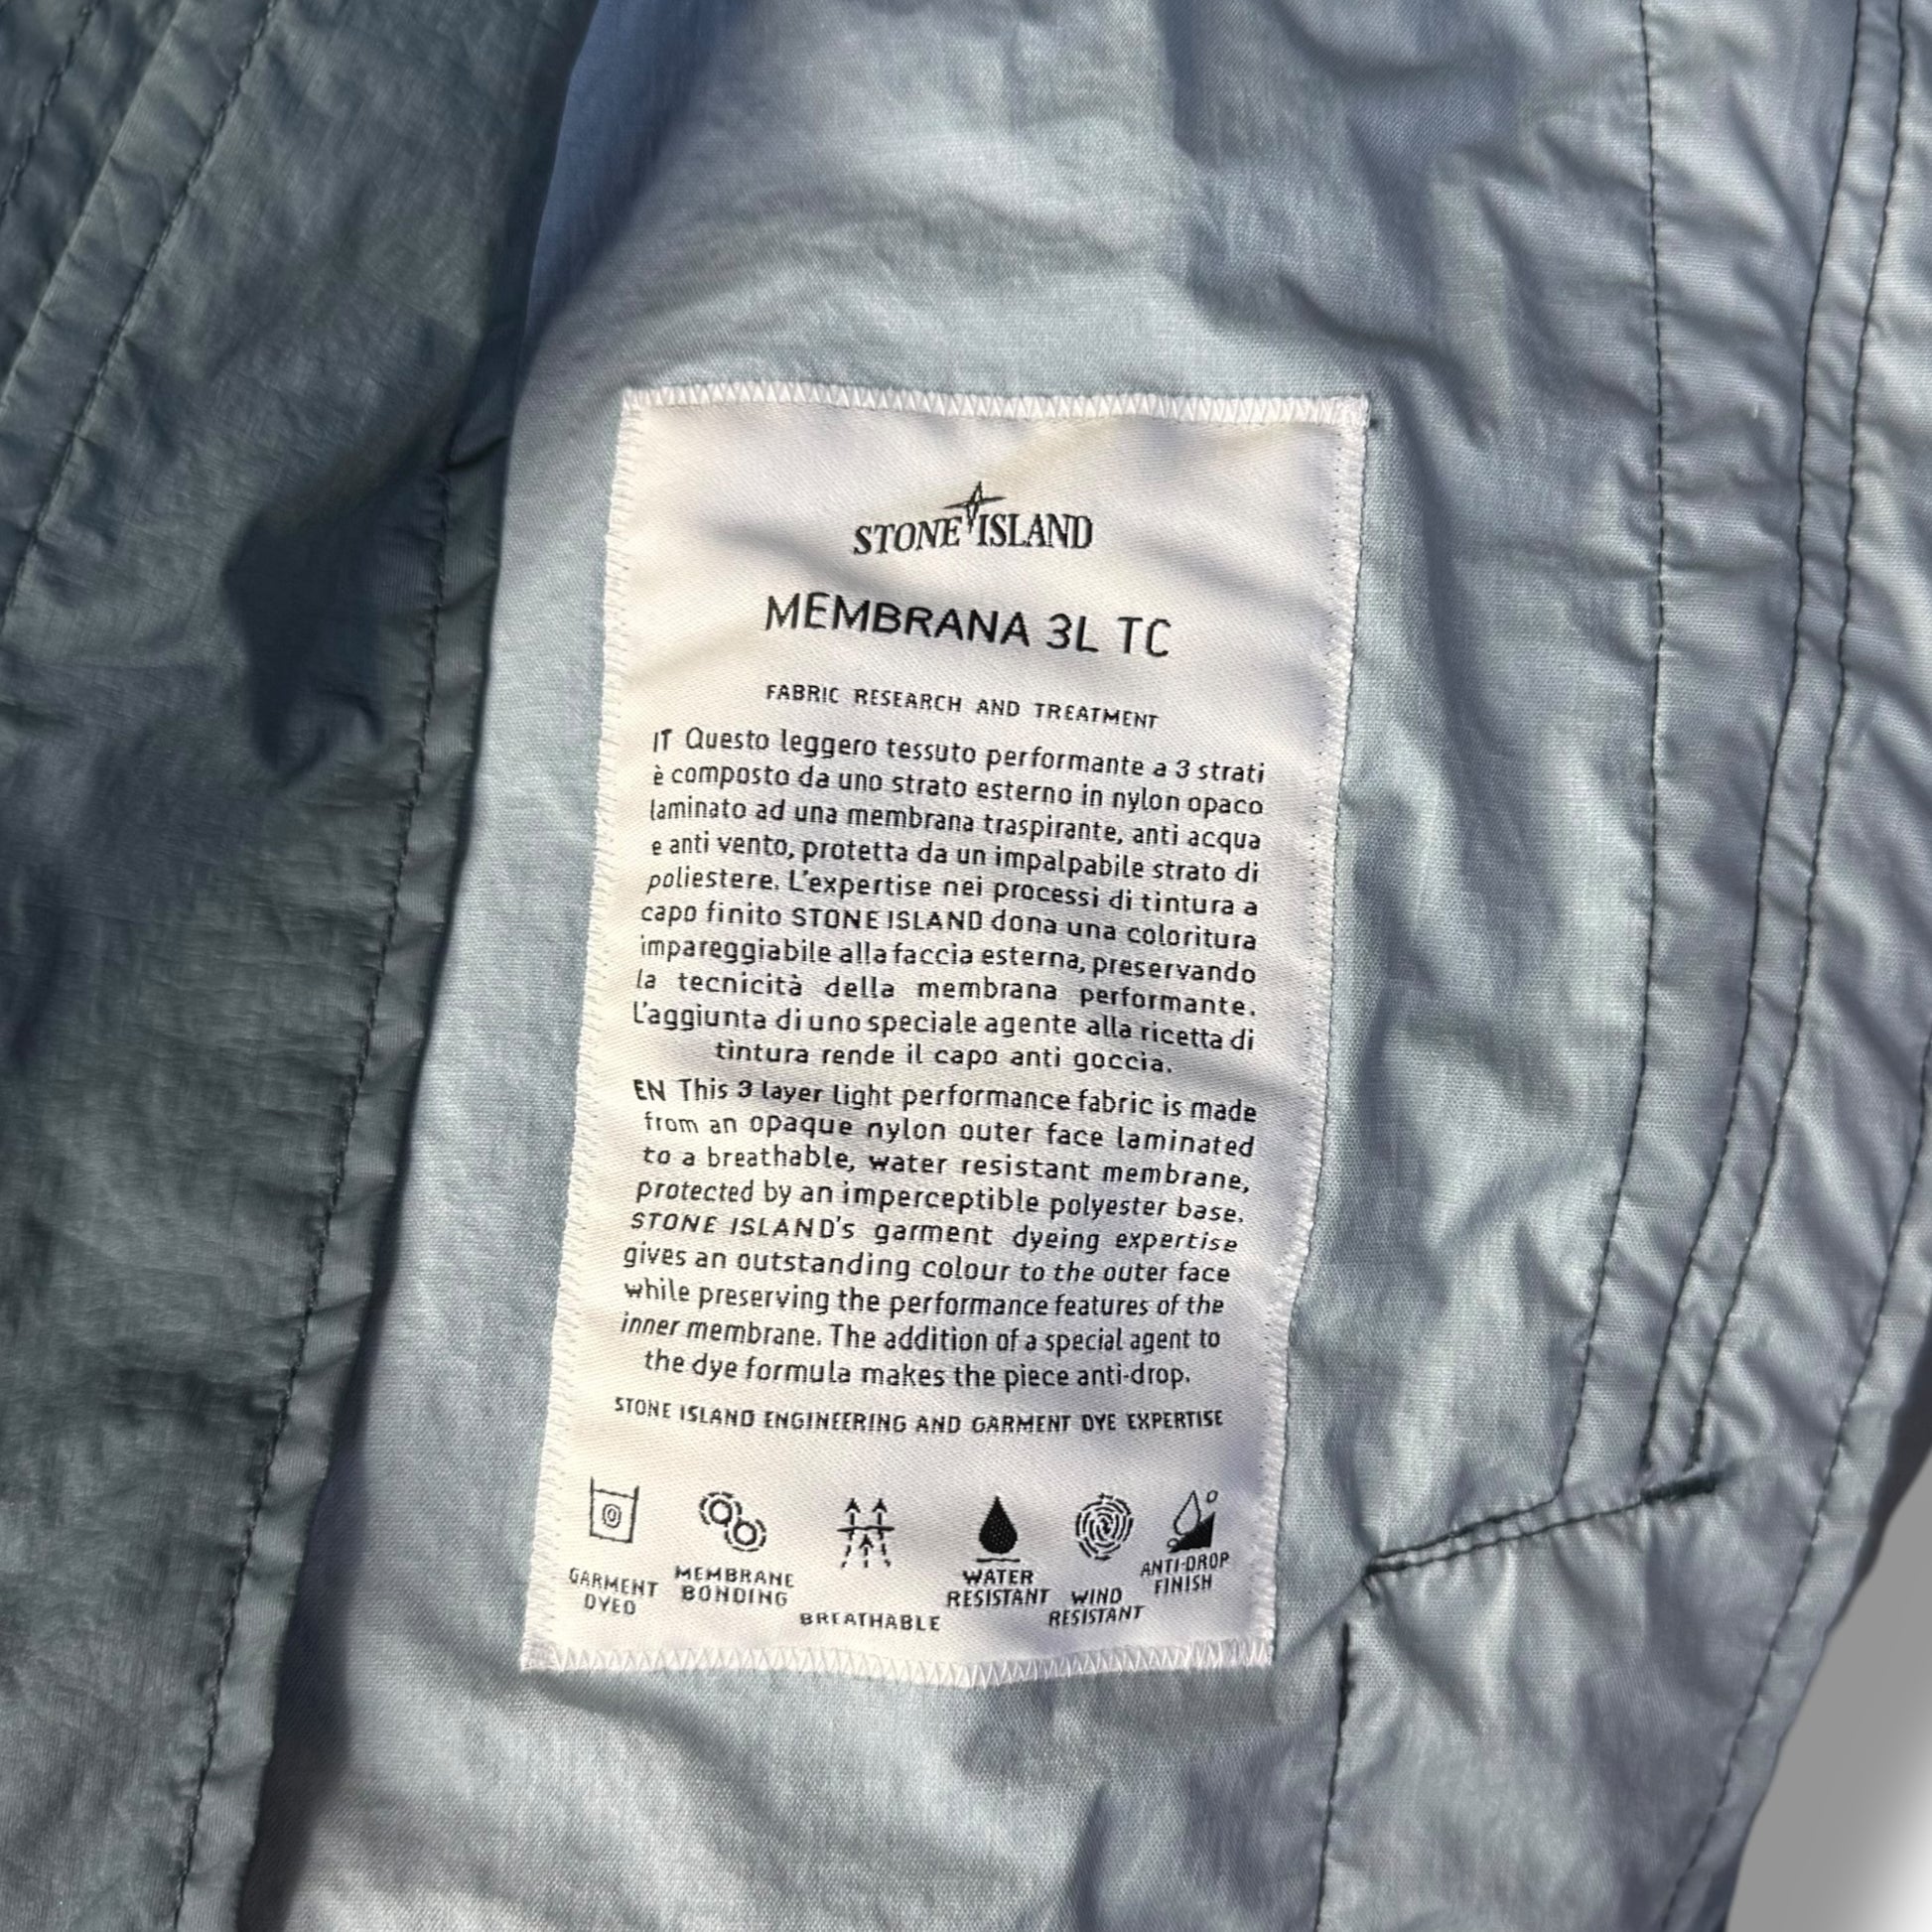 STONE ISLAND
MEMBRANA 3L TC
FABRIC RESEARCH AND TREATMENT
IT Questo leggero tessuto performante a 3 strati
è composto da uno strato esterno in nylon opaco
laminato ad una membrana traspirante, anti acqua
e anti vento, protetta da un impalpabile strato di
poliestere. L'expertise nei processi di tintura a
capo finito STONE ISLAND dona una coloritura
impareggiabile alla faccia esterna, preservando
la tecnicità della membrana performante.
L'aggiunta di uno speciale agente alla ricetta di
tintura rende il capo anti goccia.
EN This 3 layer light performance fabric is made
from an opaque nylon outer face laminated
to a breathable, water resistant membrane,
protected by an imperceptible polyester base.
STONE ISLAND's garment dyeing expertise
gives an outstanding colour to the outer face
while preserving the performance features of the
inner membrane. The addition of a special agent to
the dye formula makes the piece anti-drop.
STONE ISLAND ENGINEERING AND GARMENT DYE EXPERTISE
GARMENT
DYED
MEMBRANE
BONDING
BREATHABLE
WATER
RESISTANT
WIND
RESISTANT
ANTI-DROP
FINISH